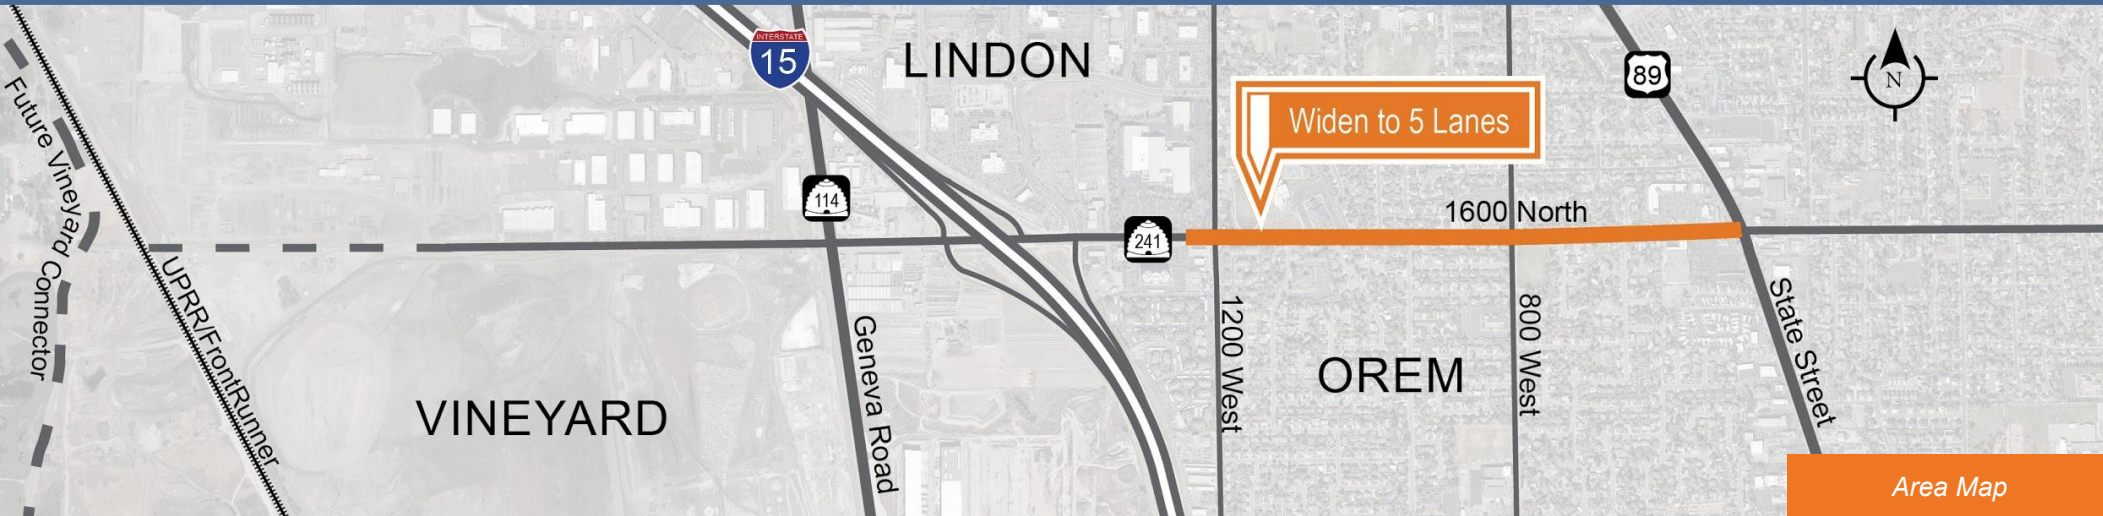 INTERSTATE
15
LINDON
89
N
Widen to 5 Lanes
Future Vineyard Connector
114
1600 North
241
UPRR/FrontRunner
Geneva Road
1200 West
800 West
State Street
OREM
VINEYARD
Area Map